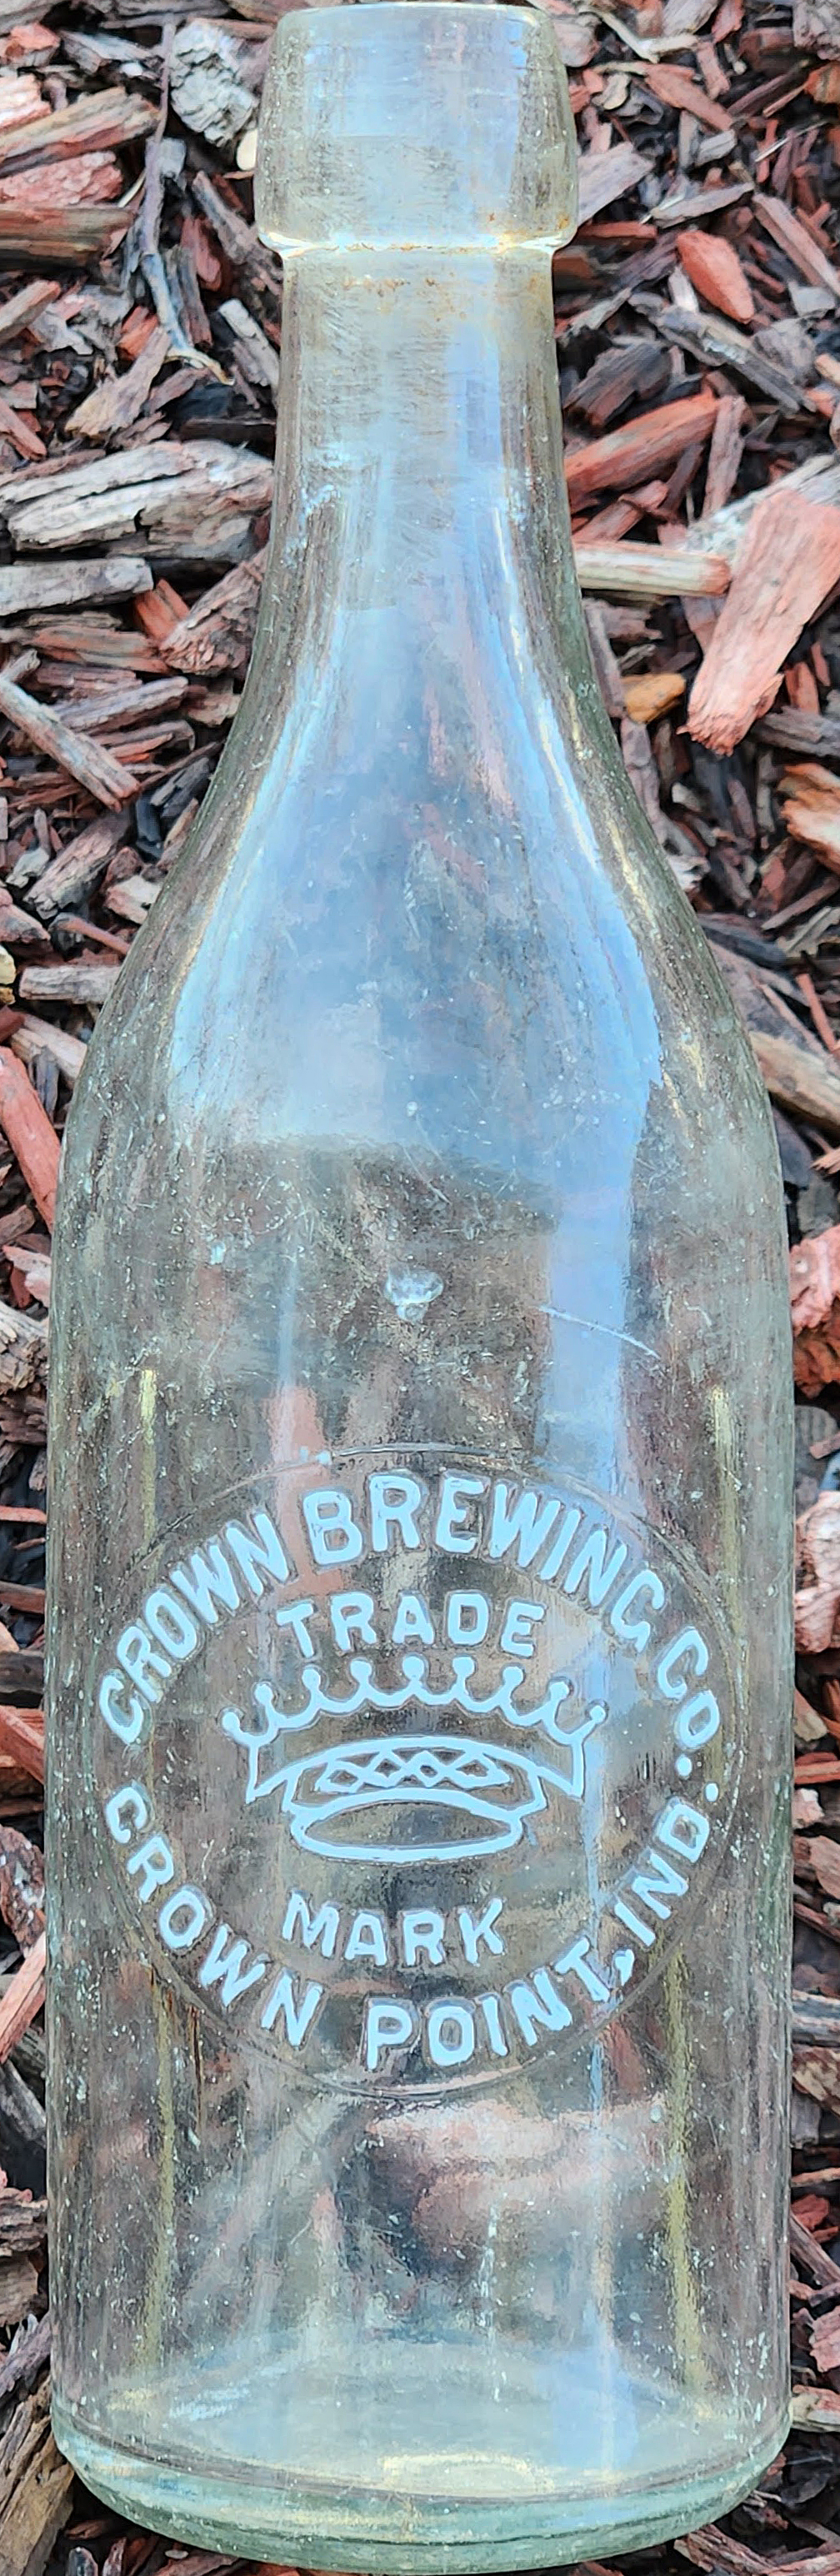 CROWN BREWING CO.
TRADE
MARK
CROWN POINT, IND.